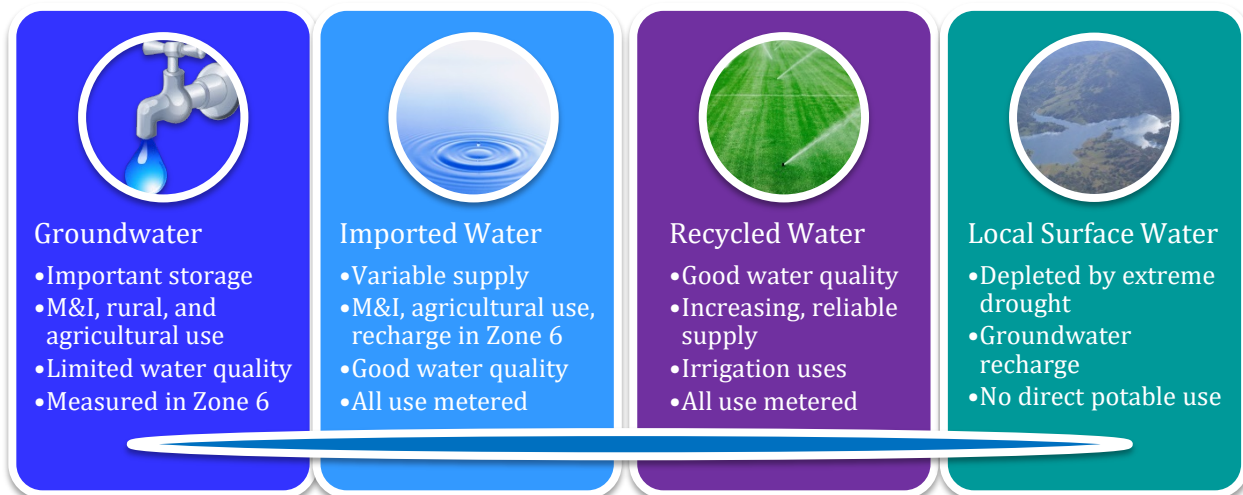 Groundwater
•Important storage
•M&I, rural, and
agricultural use
•Limited water quality
•Measured in Zone 6
Imported Water
•Variable supply
•M&I, agricultural use,
recharge in Zone 6
•Good water quality
•All use metered
Recycled Water
•Good water quality
•Increasing, reliable
supply
•Irrigation uses
•All use metered
Local Surface Water
•Depleted by extreme
drought
•Groundwater
recharge
•No direct potable use